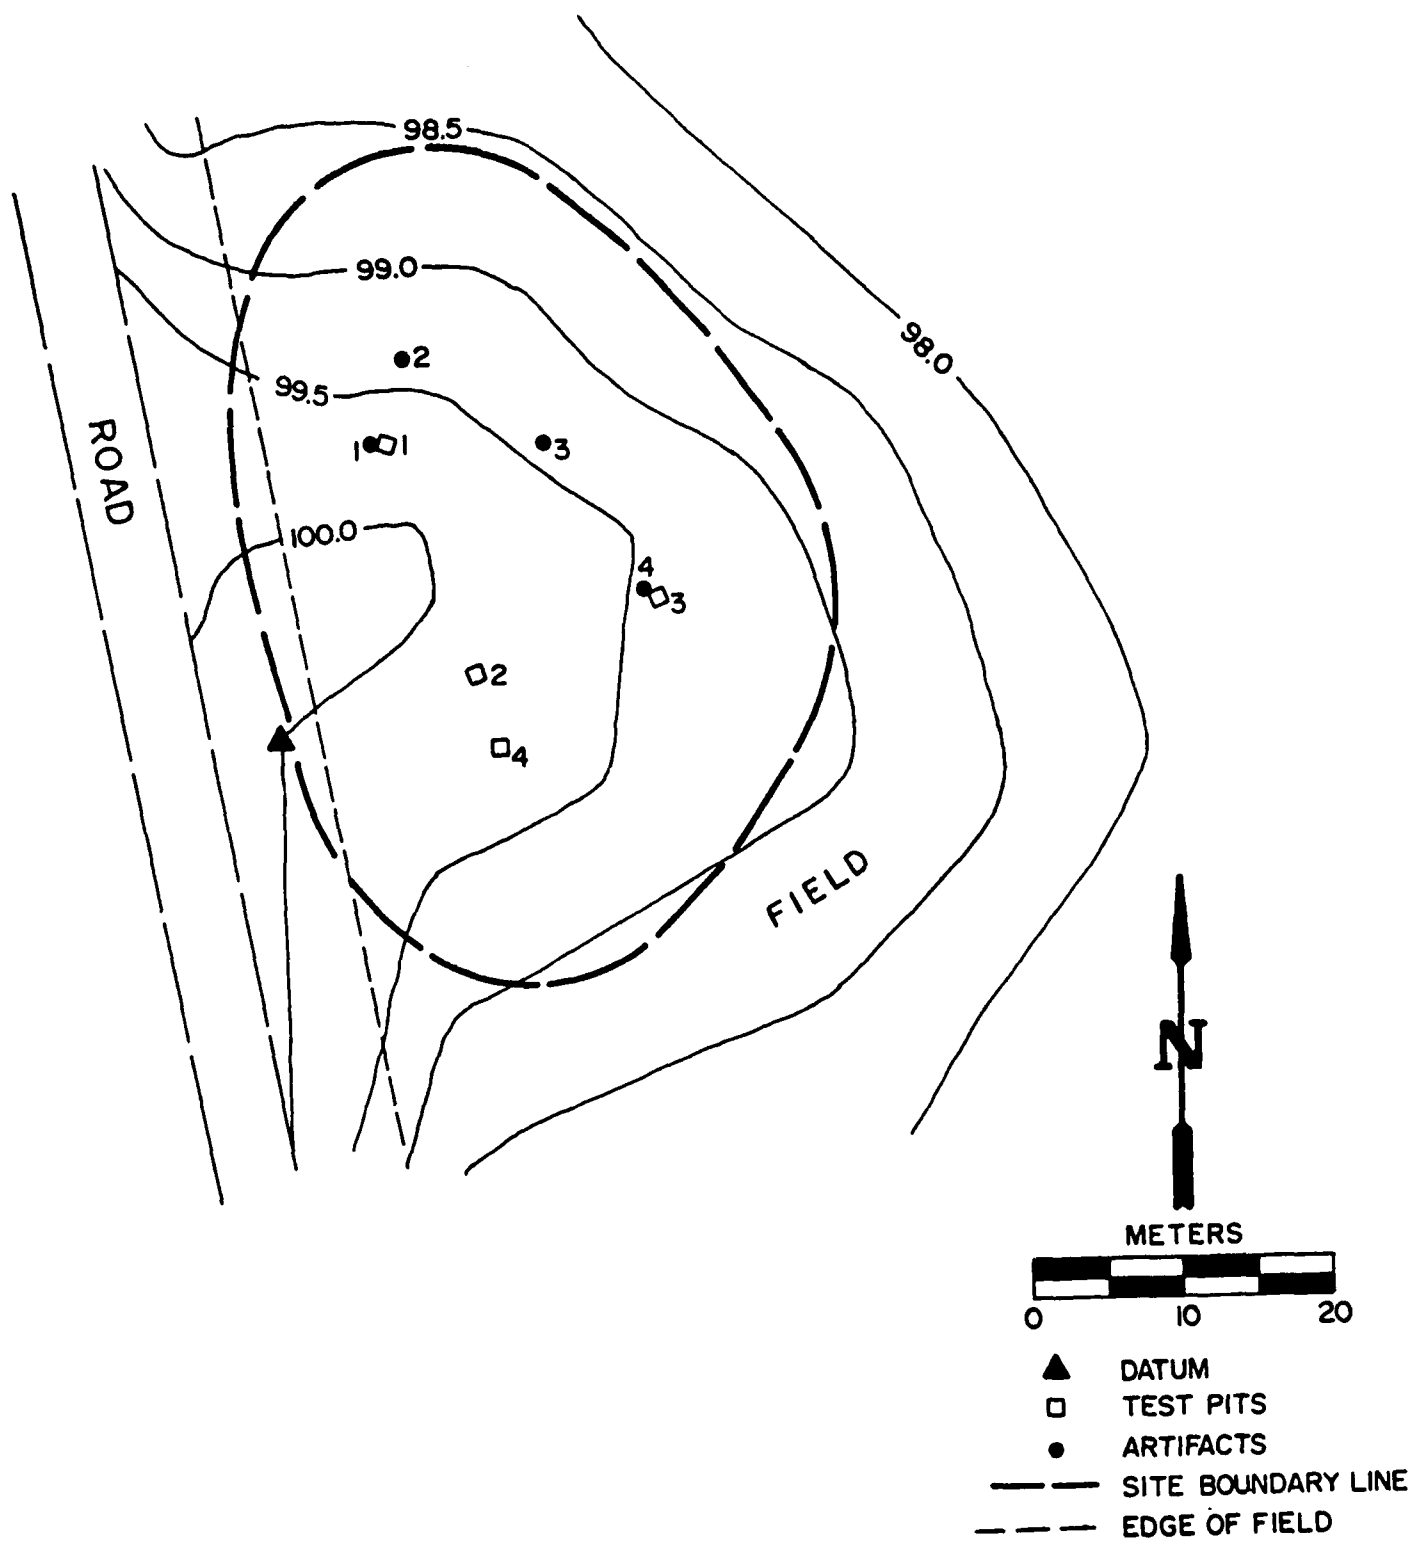 98.5
99.0
98.0
2
99.5
ROAD
1 1
3
100.0
4
3
2
4
FIELD
N
METERS
0 10 20
DATUM
TEST PITS
ARTIFACTS
SITE BOUNDARY LINE
EDGE OF FIELD